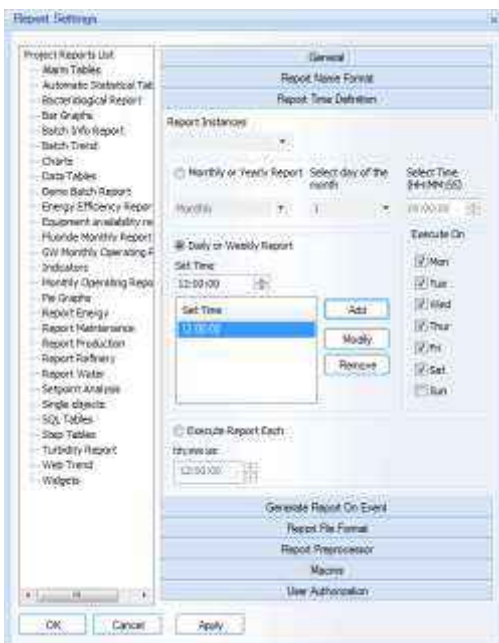 Report Settings
Project Reports List
Alarm Tables
Automatic Statistical Tab
Bacteriological Report
Bar Graphs
Batch Info Report
Batch Trend
Charts
Data Tables
Demo Batch Report
Energy Efficiency Repor
Equipment availability re
Fluoride Monthly Report
GW Monthly Operating R
Indicators
Monthly Operating Repo
Pie Graphs
Report Energy
Report Maintenance
Report Production
Report Refinery
Report Water
Setpoint Analysis
Single objects
SQL Tables
Step Tables
Turbidity Report
Web Trend
Widgets
General
Report Name Format
Report Time Definition
Report Instances
Monthly or Yearly Report
Select day of the month
Select Time (HH:MM:SS)
Monthly
1
Daily or Weekly Report
Set Time
12:00:00
Set Time
12:00:00
Add
Modify
Remove
Execute On
Mon
Tue
Wed
Thur
Fri
Sat
Sun
Execute Report Each
hh:mm:ss
12:00:00
Generate Report On Event
Report File Format
Report Preprocessor
Macros
User Authorization
OK
Cancel
Apply